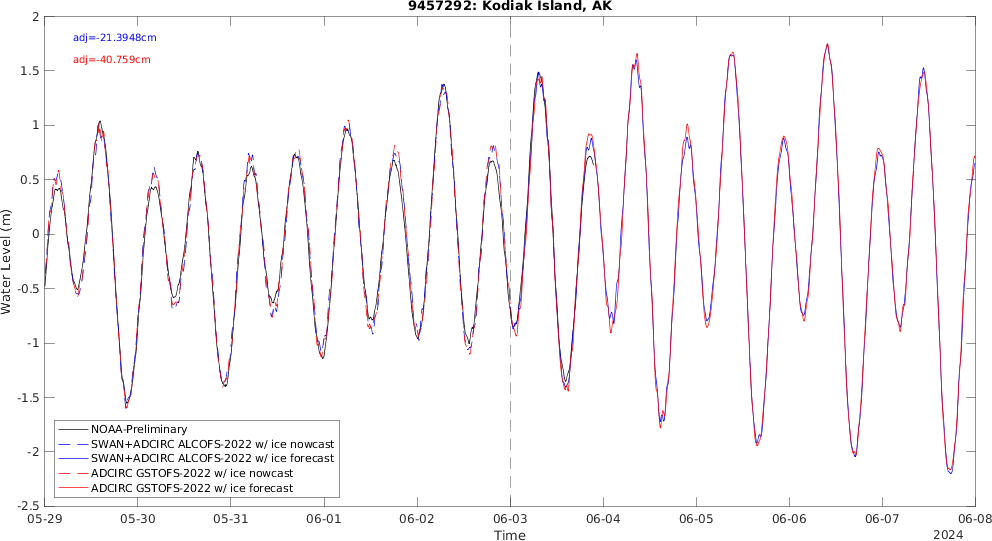 9457292: Kodiak Island, AK
adj=-21.3948cm
adj=-40.759cm
2
1.5
1
0.5
0
-0.5
-1
-1.5
-2
-2.5
Water Level (m)
NOAA-Preliminary
SWAN+ADCIRC ALCOFS-2022 w/ ice nowcast
SWAN+ADCIRC ALCOFS-2022 w/ ice forecast
ADCIRC GSTOFS-2022 w/ ice nowcast
ADCIRC GSTOFS-2022 w/ ice forecast
05-29 05-30 05-31 06-01 06-02 06-03 06-04 06-05 06-06 06-07 06-08
Time
2024